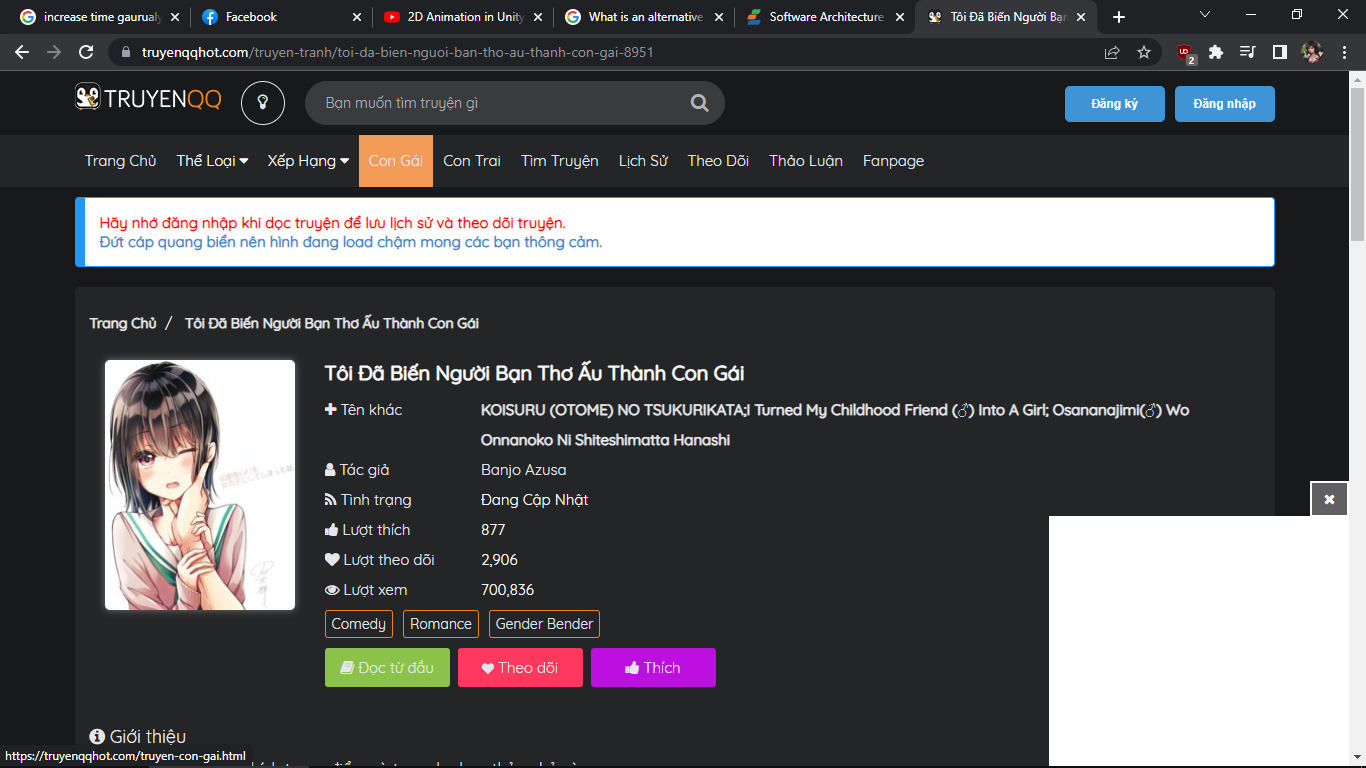 increase time gaurualy
Facebook
2D Animation in Unity
What is an alternative
Software Architecture
Tôi Đã Biến Người Bạn
truyenqqhot.com/truyen-tranh/toi-da-bien-nguoi-ban-tho-au-thanh-con-gai-8951
2
TRUYENQQ
Bạn muốn tìm truyện gì
Đăng ký
Đăng nhập
Trang Chủ
Thể Loại
Xếp Hạng
Con Gái
Con Trai
Tìm Truyện
Lịch Sử
Theo Dõi
Thảo Luận
Fanpage
Hãy nhớ đăng nhập khi dọc truyện để lưu lịch sử và theo dõi truyện.
Đứt cáp quang biển nên hình đang load chậm mong các bạn thông cảm.
Trang Chủ / Tôi Đã Biến Người Bạn Thơ Ấu Thành Con Gái
Tôi Đã Biến Người Bạn Thơ Ấu Thành Con Gái
Tên khác
KOISURU (OTOME) NO TSUKURIKATA;I Turned My Childhood Friend (♂) Into A Girl; Osananajimi(♂) Wo
Onnanoko Ni Shiteshimatta Hanashi
Tác giả
Banjo Azusa
Tình trạng
Đang Cập Nhật
Lượt thích
877
Lượt theo dõi
2,906
Lượt xem
700,836
Comedy
Romance
Gender Bender
Đọc từ đầu
Theo dõi
Thích
Giới thiệu
https://truyenqqhot.com/truyen-con-gai.html